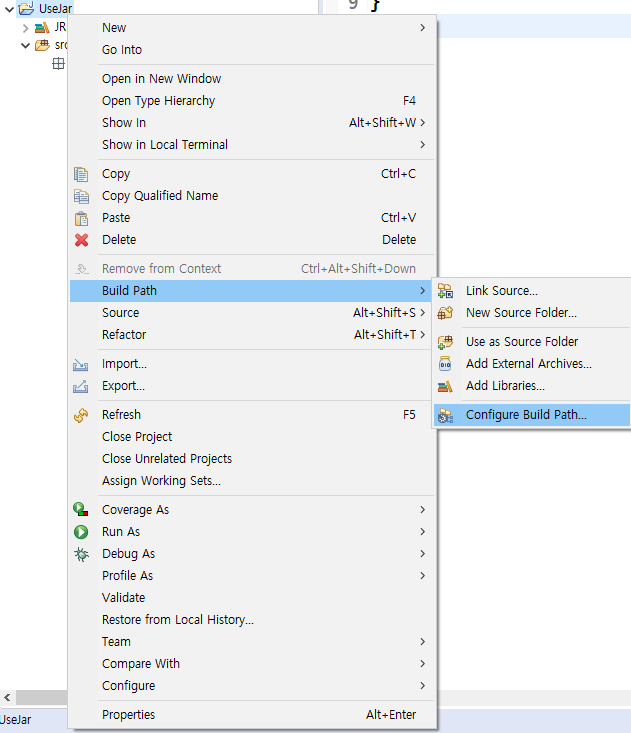 UseJar
9 }
JR
src
New
Go Into
Open in New Window
Open Type Hierarchy F4
Show In Alt+Shift+W
Show in Local Terminal
Copy Ctrl+C
Copy Qualified Name
Paste Ctrl+V
Delete Delete
Remove from Context Ctrl+Alt+Shift+Down
Build Path
Source Alt+Shift+S
Refactor Alt+Shift+T
Import...
Export...
Refresh F5
Close Project
Close Unrelated Projects
Assign Working Sets...
Coverage As
Run As
Debug As
Profile As
Validate
Restore from Local History...
Team
Compare With
Configure
Properties Alt+Enter
Link Source...
New Source Folder...
Use as Source Folder
Add External Archives...
Add Libraries...
Configure Build Path...
UseJar